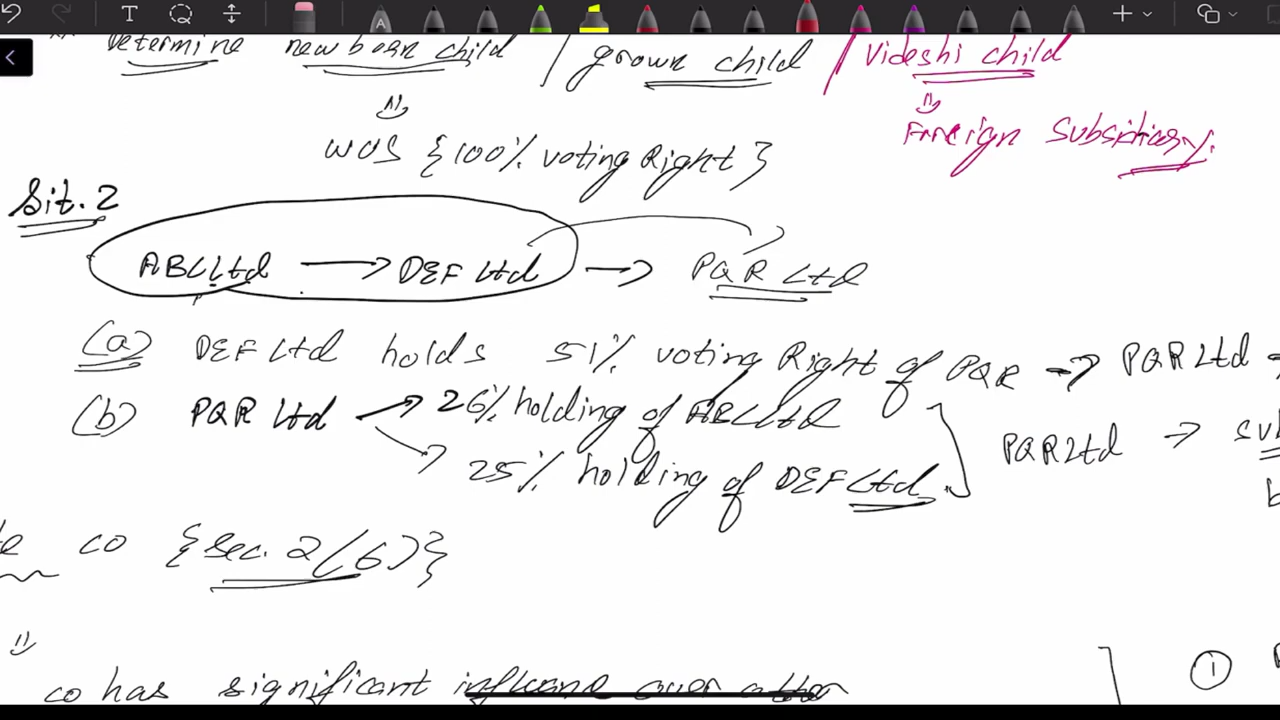 Determine new born child / grown child / Videshi child
WOS {100% voting Right}
Foreign Subsidiary.
Sit. 2
ABC Ltd → DEF Ltd → PQR Ltd
(a) DEF Ltd holds 51% voting Right of PQR → PQR Ltd →
(b) PQR Ltd → 26% holding of ABC Ltd
→ 25% holding of DEF Ltd.
PQR Ltd →
co {Sec. 2(6)}
co has significant influence over other
①